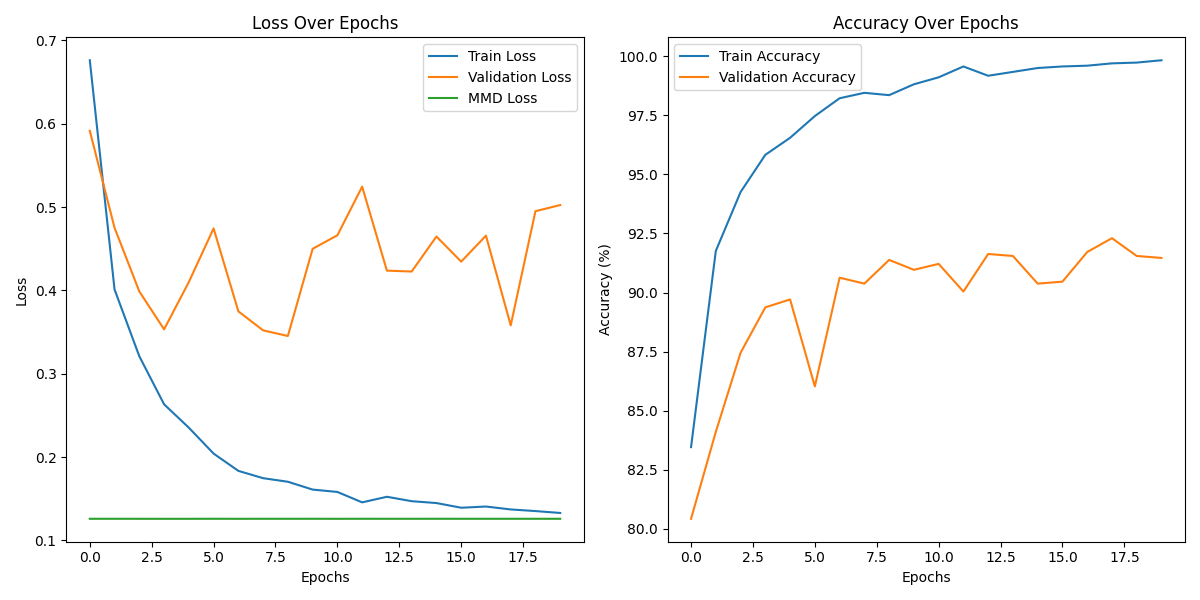 Loss Over Epochs
Train Loss
Validation Loss
MMD Loss
0.7
0.6
0.5
0.4
0.3
0.2
0.1
Loss
0.0 2.5 5.0 7.5 10.0 12.5 15.0 17.5
Epochs
Accuracy Over Epochs
Train Accuracy
Validation Accuracy
100.0
97.5
95.0
92.5
90.0
87.5
85.0
82.5
80.0
Accuracy (%)
0.0 2.5 5.0 7.5 10.0 12.5 15.0 17.5
Epochs